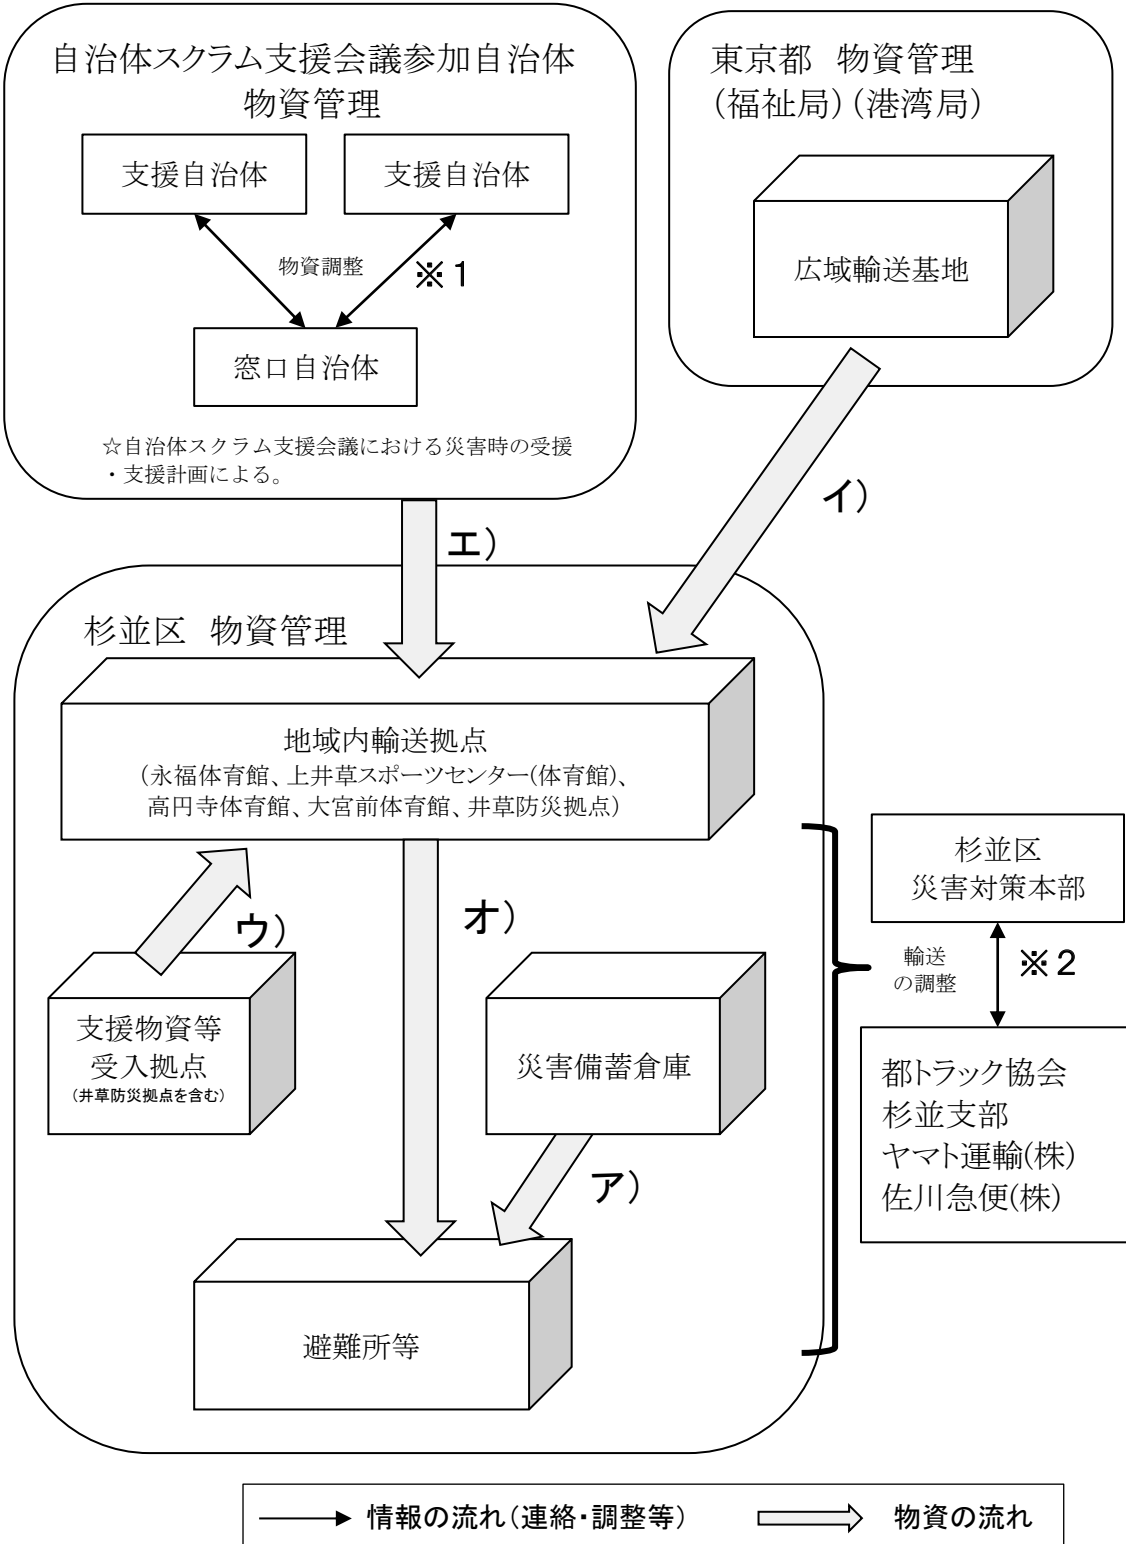 自治体スクラム支援会議参加自治体
物資管理
支援自治体
支援自治体
物資調整
※1
窓口自治体
☆自治体スクラム支援会議における災害時の受援
・支援計画による。
東京都 物資管理
(福祉局)(港湾局)
広域輸送基地
イ)
エ)
杉並区 物資管理
地域内輸送拠点
(永福体育館、上井草スポーツセンター(体育館)、
高円寺体育館、大宮前体育館、井草防災拠点)
ウ)
オ)
支援物資等
受入拠点
(井草防災拠点を含む)
災害備蓄倉庫
ア)
避難所等
杉並区
災害対策本部
輸送
の調整
※2
都トラック協会
杉並支部
ヤマト運輸(株)
佐川急便(株)
情報の流れ(連絡・調整等)
物資の流れ